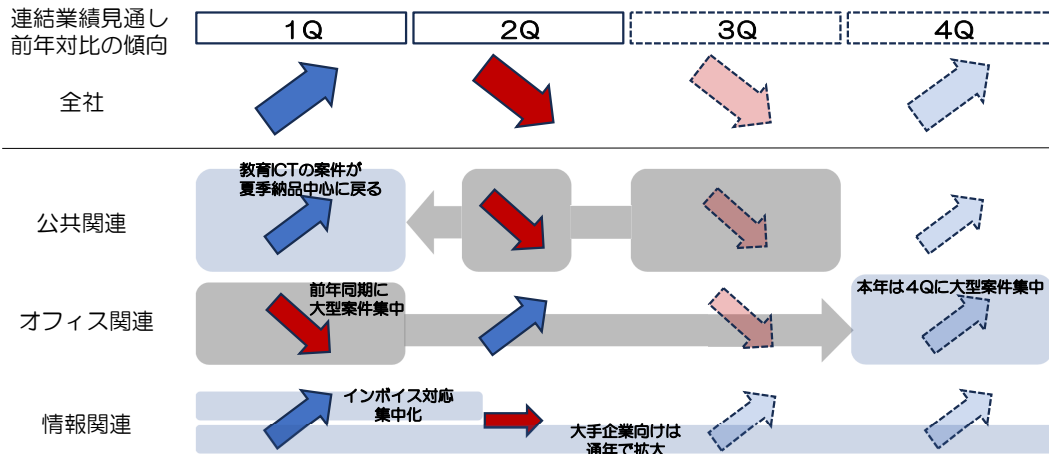 連結業績見通し
前年対比の傾向
1Q
2Q
3Q
4Q
全社
教育ICTの案件が
夏季納品中心に戻る
公共関連
前年同期に
大型案件集中
本年は4Qに大型案件集中
オフィス関連
インボイス対応
集中化
情報関連
大手企業向けは
通年で拡大